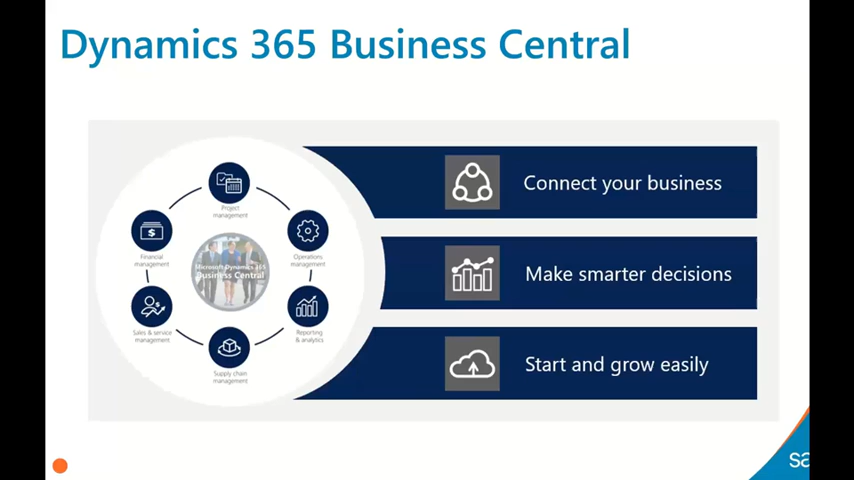 Dynamics 365 Business Central
Project
management
Financial
management
Operations
management
Microsoft Dynamics 365
Business Central
Sales & service
management
Reporting
& analytics
Supply chain
management
Connect your business
Make smarter decisions
Start and grow easily